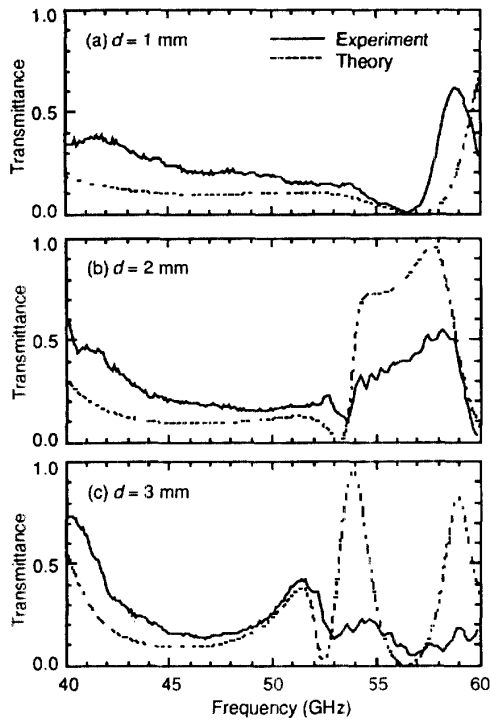 1.0
(a) d = 1 mm
Experiment
Theory
Transmittance
0.5
0.0
1.0
(b) d = 2 mm
Transmittance
0.5
0.0
1.0
(c) d = 3 mm
Transmittance
0.5
0.0
40 45 50 55 60
Frequency (GHz)